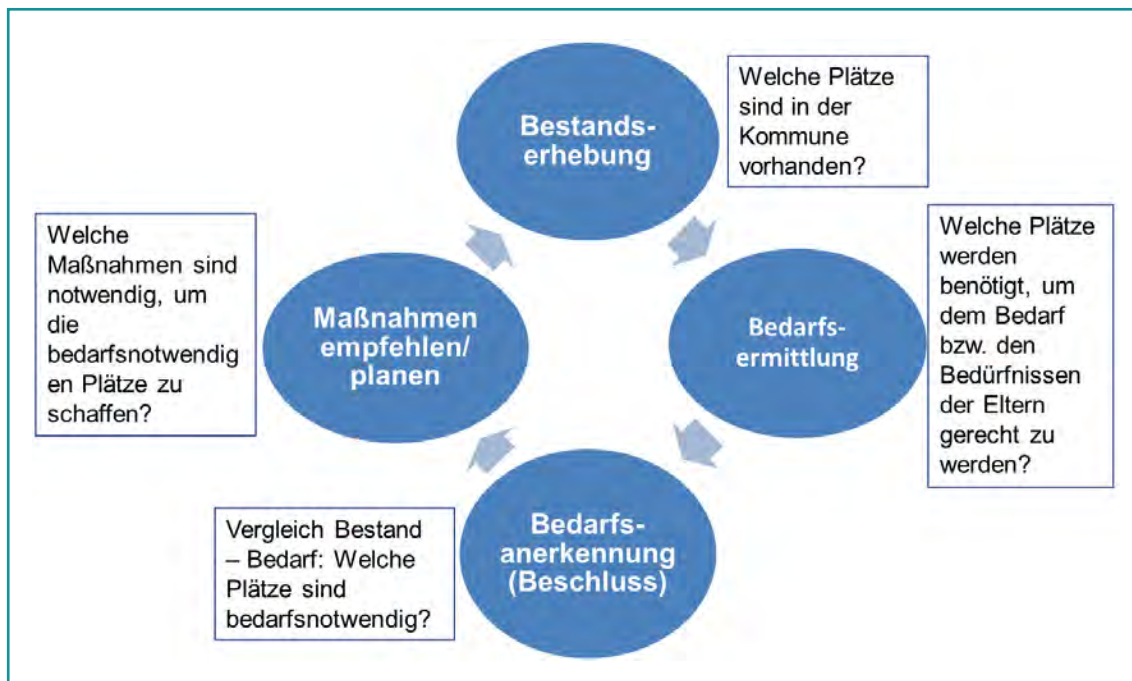 Bestands-
erhebung
Welche Plätze
sind in der
Kommune
vorhanden?
Bedarfs-
ermittlung
Welche Plätze
werden
benötigt, um
dem Bedarf
bzw. den
Bedürfnissen
der Eltern
gerecht zu
werden?
Bedarfs-
anerkennung
(Beschluss)
Vergleich Bestand
– Bedarf: Welche
Plätze sind
bedarfsnotwendig?
Maßnahmen
empfehlen/
planen
Welche
Maßnahmen sind
notwendig, um
die
bedarfsnotwendig
en Plätze zu
schaffen?